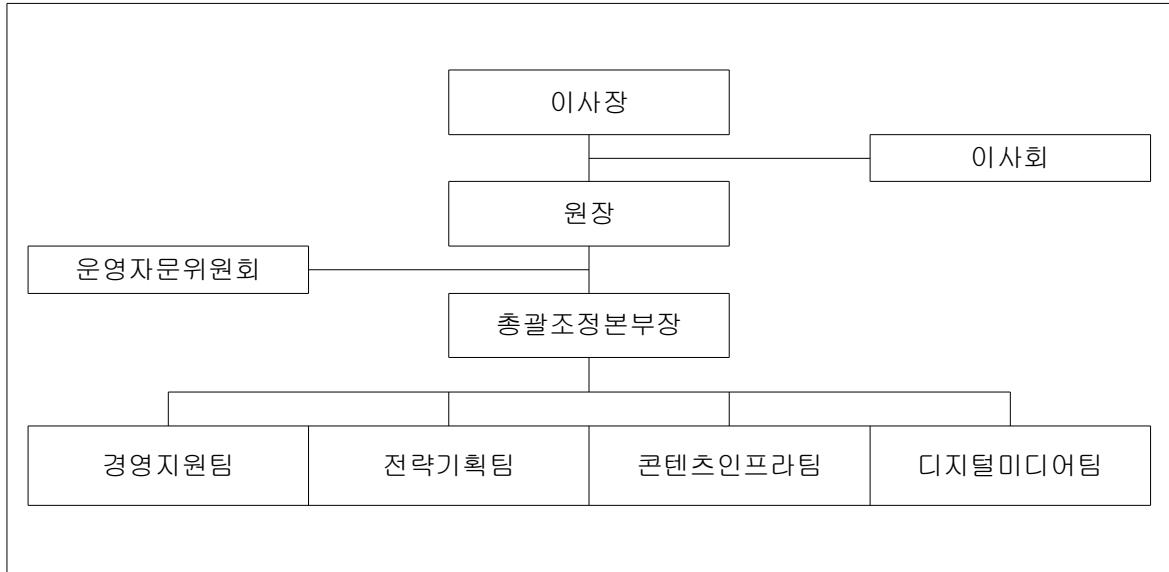 이사장
이사회
원장
운영자문위원회
총괄조정본부장
경영지원팀
전략기획팀
콘텐츠인프라팀
디지털미디어팀